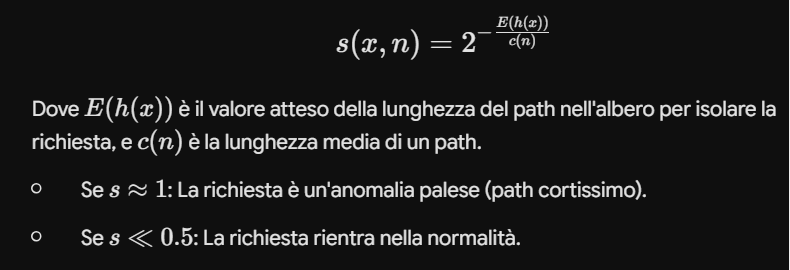 s(x, n) = 2^{-\frac{E(h(x))}{c(n)}}
Dove E(h(x)) è il valore atteso della lunghezza del path nell'albero per isolare la
richiesta, e c(n) è la lunghezza media di un path.
○ Se s ≈ 1: La richiesta è un'anomalia palese (path cortissimo).
○ Se s ≪ 0.5: La richiesta rientra nella normalità.